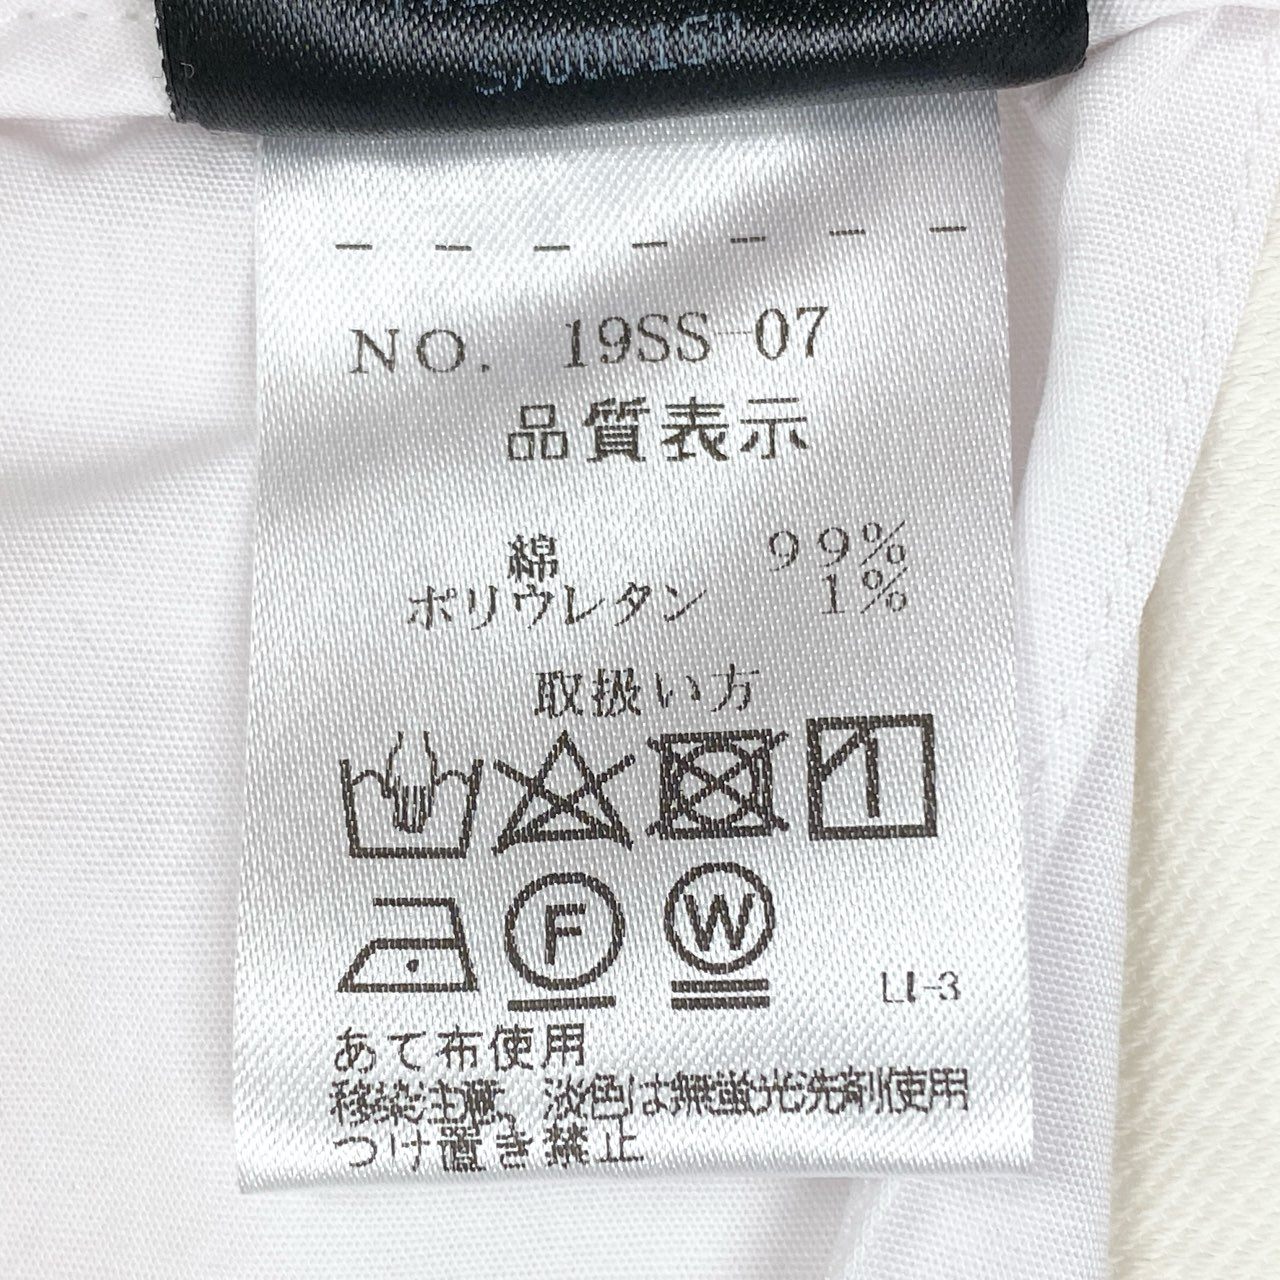 NO. 19SS-07
品質表示
綿 99%
ポリウレタン 1%
取扱い方
F W
LI-3
あて布使用
移染注意、淡色は無蛍光洗剤使用
つけ置き禁止